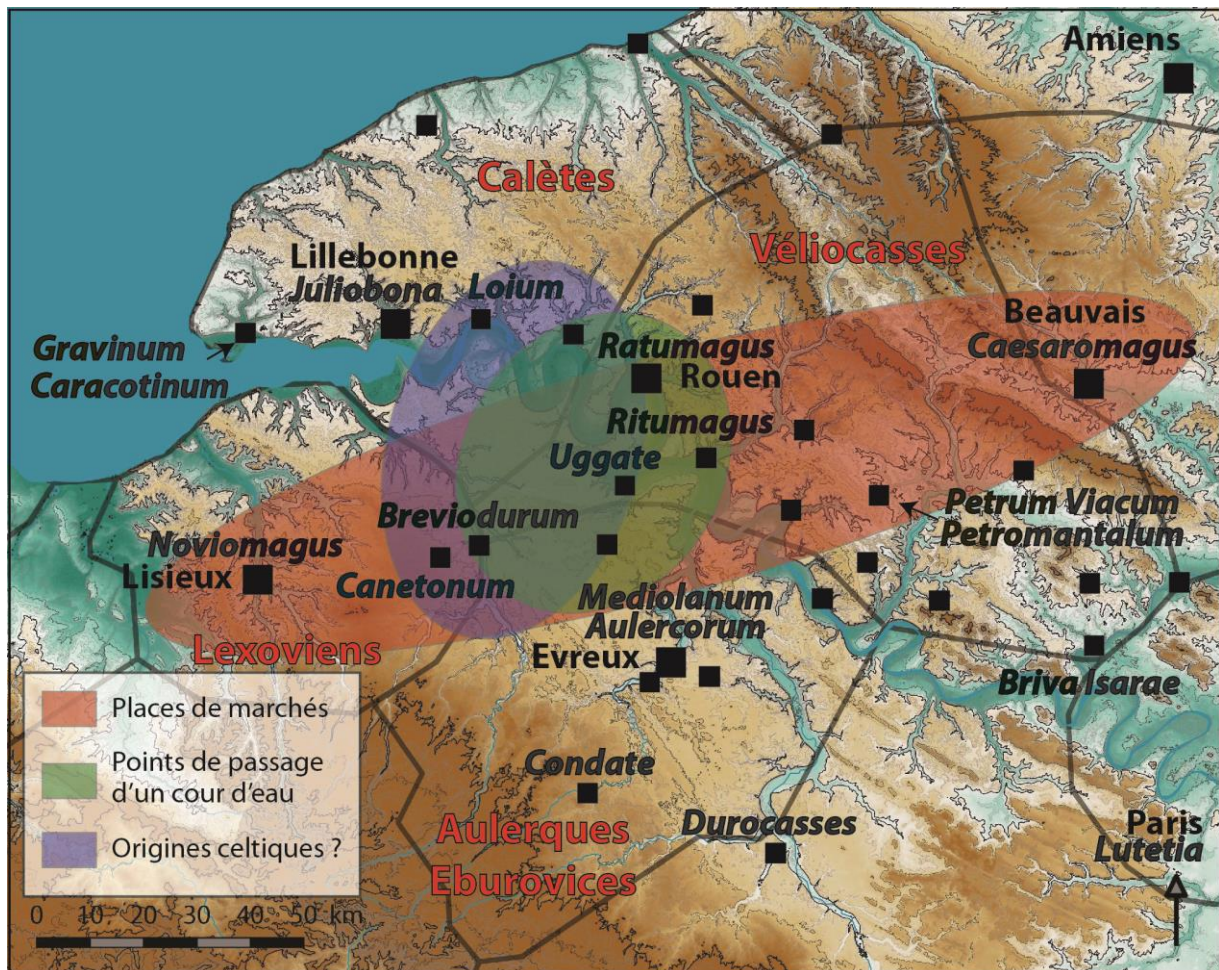 Amiens
Calètes
Véliocasses
Lillebonne
Juliobona
Loium
Beauvais
Caesaromagus
Gravinum
Caracotinum
Ratumagus
Rouen
Ritumagus
Uggate
Breviodurum
Petrum Viacum
Petromantalum
Noviomagus
Lisieux
Canetonum
Mediolanum
Aulercorum
Lexoviens
Evreux
Briva Isarae
Places de marchés
Points de passage
d'un cour d'eau
Origines celtiques ?
Condate
Aulerques
Eburovices
Durocasses
Paris
Lutetia
0 10 20 30 40 50 km